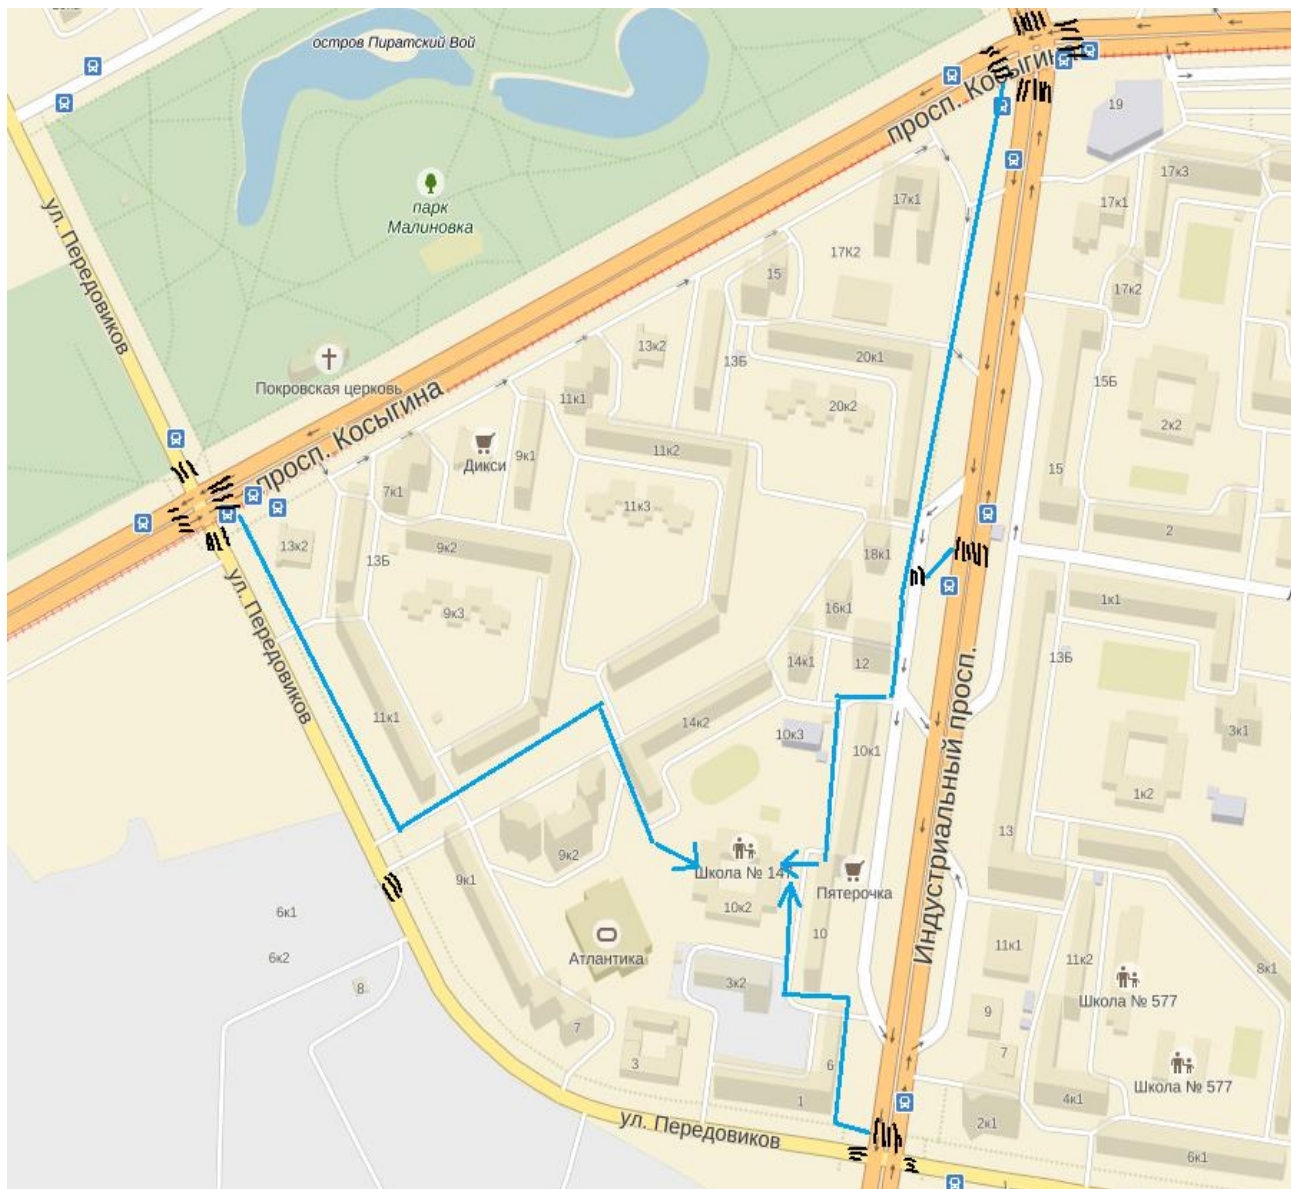 остров Пиратский Вой
просп. Косыгина
19
ул. Передовиков
парк
Малиновка
17к1
17к3
17к1
17К2
15
17к2
13к2
13Б
20к1
Покровская церковь
15Б
11к1
20к2
2к2
просп. Косыгина
Дикси
9к1
11к2
15
7к1
11к3
2
13к2
13Б
9к2
18к1
ул. Передовиков
9к3
16к1
1к1
14к1
12
13Б
11к1
14к2
10к3
10к1
3к1
Индустриальный просп.
1к2
13
9к2
9к1
Школа № 141
Пятерочка
10к2
6к1
10
6к2
Атлантика
11к1
11к2
8к1
8
3к2
Школа № 577
9
7
3
6
7
Школа № 577
1
4к1
ул. Передовиков
2к1
6к1